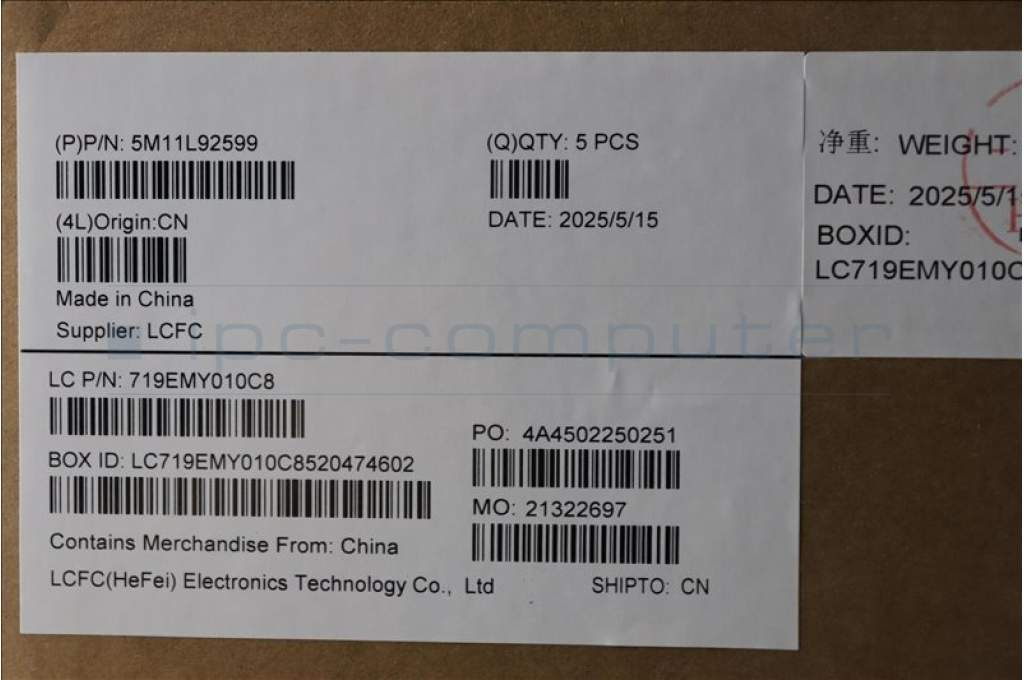 (P)P/N: 5M11L92599
(Q)QTY: 5 PCS
(4L)Origin:CN
DATE: 2025/5/15
Made in China
Supplier: LCFC
净重: WEIGHT:
DATE: 2025/5/1
BOXID:
LC719EMY010C
ipc-computer
LC P/N: 719EMY010C8
PO: 4A4502250251
BOX ID: LC719EMY010C8520474602
MO: 21322697
Contains Merchandise From: China
LCFC(HeFei) Electronics Technology Co., Ltd
SHIPTO: CN